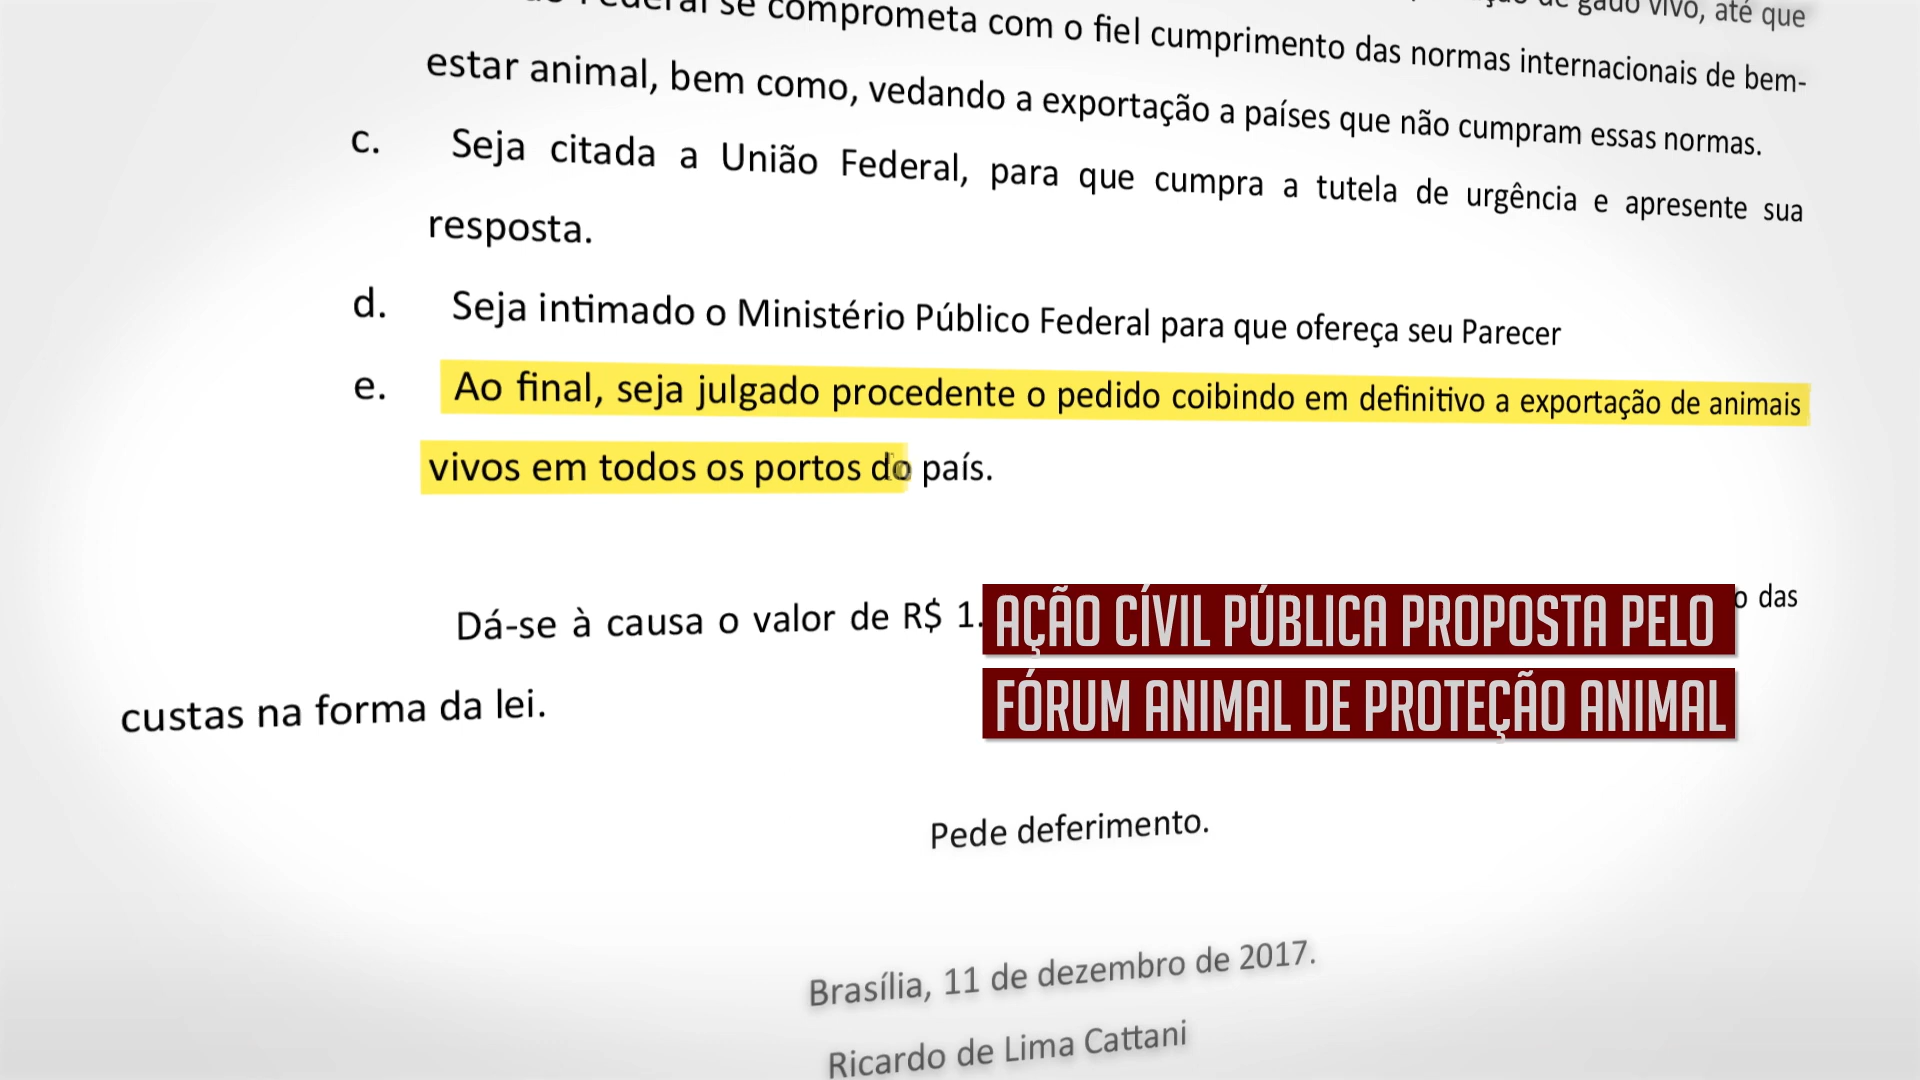 se comprometa com o fiel cumprimento das normas internacionais de bem-
gado vivo, até que
estar animal, bem como, vedando a exportação a países que não cumpram essas normas.
c. Seja citada a União Federal, para que cumpra a tutela de urgência e apresente sua
resposta.
d. Seja intimado o Ministério Público Federal para que ofereça seu Parecer
e. Ao final, seja julgado procedente o pedido coibindo em definitivo a exportação de animais
vivos em todos os portos do país.
Dá-se à causa o valor de R$ 1. o das
AÇÃO CÍVIL PÚBLICA PROPOSTA PELO
FÓRUM ANIMAL DE PROTEÇÃO ANIMAL
custas na forma da lei.
Pede deferimento.
Brasília, 11 de dezembro de 2017.
Ricardo de Lima Cattani